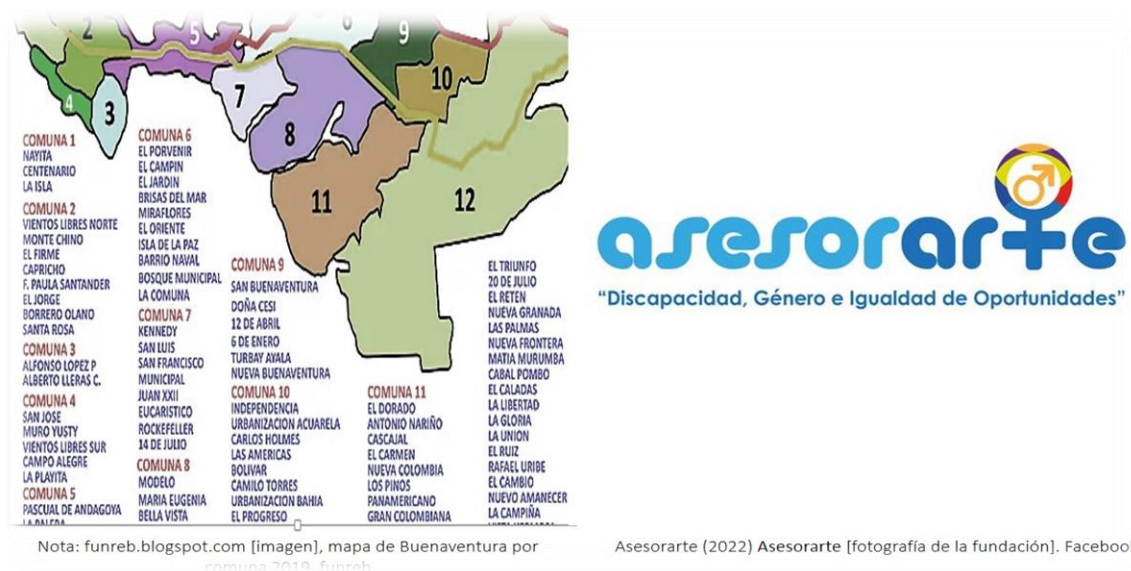 2
5
6
9
10
4
3
7
8
11
12
COMUNA 1
NAYITA
CENTENARIO
LA ISLA
COMUNA 2
VIENTOS LIBRES NORTE
MONTE CHINO
EL FIRME
CAPRICHO
F. PAULA SANTANDER
EL JORGE
BORRERO OLANO
SANTA ROSA
COMUNA 3
ALFONSO LOPEZ P
ALBERTO LLERAS C.
COMUNA 4
SAN JOSE
MURO YUSTY
VIENTOS LIBRES SUR
CAMPO ALEGRE
LA PLAYITA
COMUNA 5
PASCUAL DE ANDAGOYA
LA PALERA
COMUNA 6
EL PORVENIR
EL CAMPIN
EL JARDIN
BRISAS DEL MAR
MIRAFLORES
EL ORIENTE
ISLA DE LA PAZ
BARRIO NAVAL
BOSQUE MUNICIPAL
LA COMUNA
COMUNA 7
KENNEDY
SAN LUIS
SAN FRANCISCO
MUNICIPAL
JUAN XXII
EUCARISTICO
ROCKEFELLER
14 DE JULIO
COMUNA 8
MODELO
MARIA EUGENIA
BELLA VISTA
COMUNA 9
SAN BUENAVENTURA
DOÑA CESI
12 DE ABRIL
6 DE ENERO
TURBAY AYALA
NUEVA BUENAVENTURA
COMUNA 10
INDEPENDENCIA
URBANIZACION ACUARELA
CARLOS HOLMES
LAS AMERICAS
BOLIVAR
CAMILO TORRES
URBANIZACION BAHIA
EL PROGRESO
COMUNA 11
EL DORADO
ANTONIO NARIÑO
CASCAJAL
EL CARMEN
NUEVA COLOMBIA
LOS PINOS
PANAMERICANO
GRAN COLOMBIANA
EL TRIUNFO
20 DE JULIO
EL RETEN
NUEVA GRANADA
LAS PALMAS
NUEVA FRONTERA
MATIA MURUMBA
CABAL POMBO
EL CALADAS
LA LIBERTAD
LA GLORIA
LA UNION
EL RUIZ
RAFAEL URIBE
EL CAMBIO
NUEVO AMANECER
LA CAMPIÑA
Nota: funreb.blogspot.com [imagen], mapa de Buenaventura por
comuna 2019. funreb
asesorarte
“Discapacidad, Género e Igualdad de Oportunidades”
Asesorarte (2022) Asesorarte [fotografía de la fundación]. Faceboo